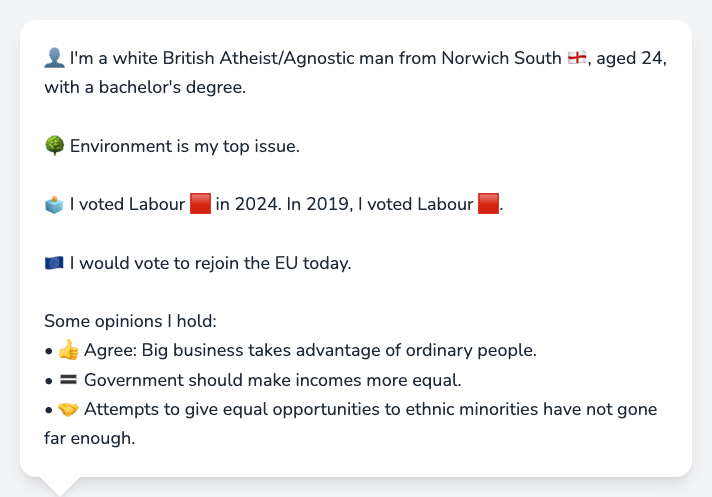 👤 I'm a white British Atheist/Agnostic man from Norwich South 🏴󠁧󠁢󠁥󠁮󠁧󠁿, aged 24,
with a bachelor's degree.
🌳 Environment is my top issue.
🗳️ I voted Labour 🟥 in 2024. In 2019, I voted Labour 🟥.
🇪🇺 I would vote to rejoin the EU today.
Some opinions I hold:
• 👍 Agree: Big business takes advantage of ordinary people.
• 🟰 Government should make incomes more equal.
• 🤝 Attempts to give equal opportunities to ethnic minorities have not gone
far enough.